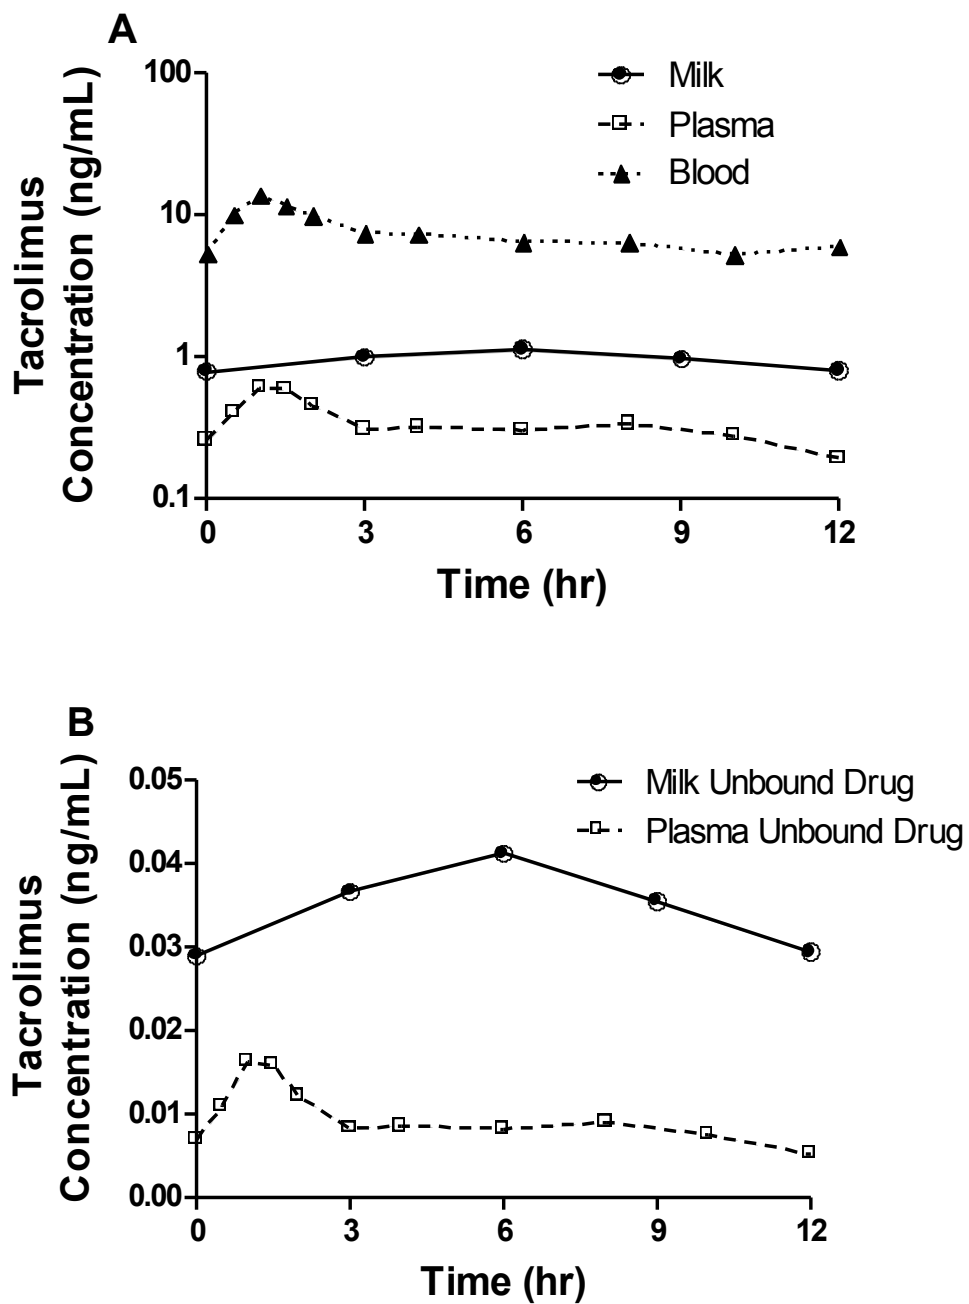 A
100
10
1
0.1
Tacrolimus
Concentration (ng/mL)
Milk
Plasma
Blood
0 3 6 9 12
Time (hr)
B
0.05
0.04
0.03
0.02
0.01
0.00
Tacrolimus
Concentration (ng/mL)
Milk Unbound Drug
Plasma Unbound Drug
0 3 6 9 12
Time (hr)